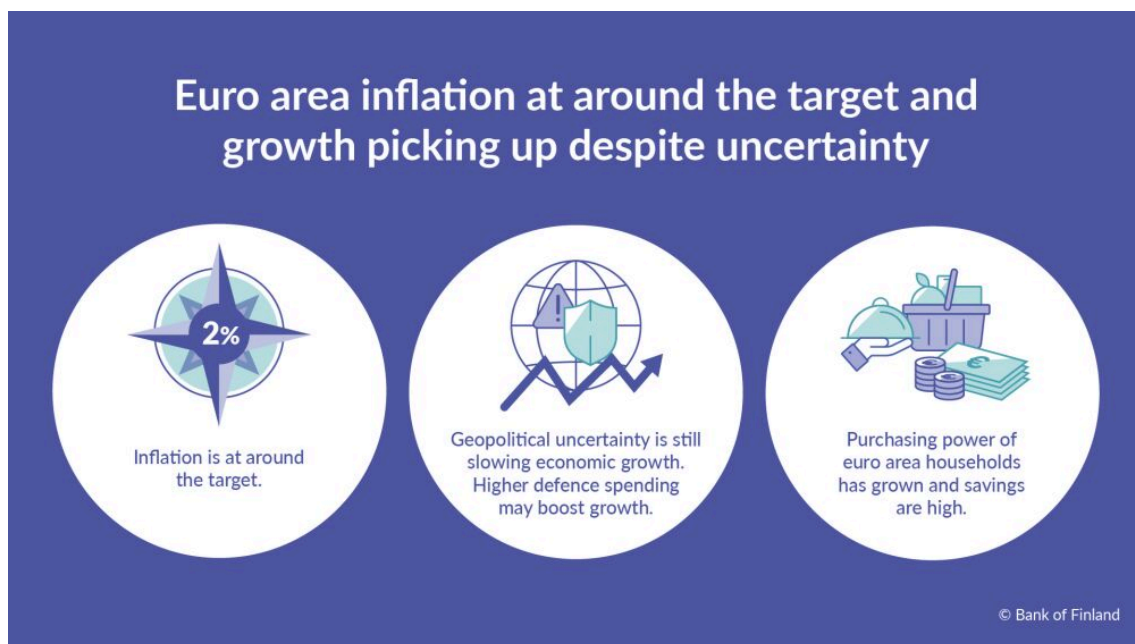 Euro area inflation at around the target and
growth picking up despite uncertainty
2%
Inflation is at around
the target.
Geopolitical uncertainty is still
slowing economic growth.
Higher defence spending
may boost growth.
€
€
€
Purchasing power of
euro area households
has grown and savings
are high.
© Bank of Finland